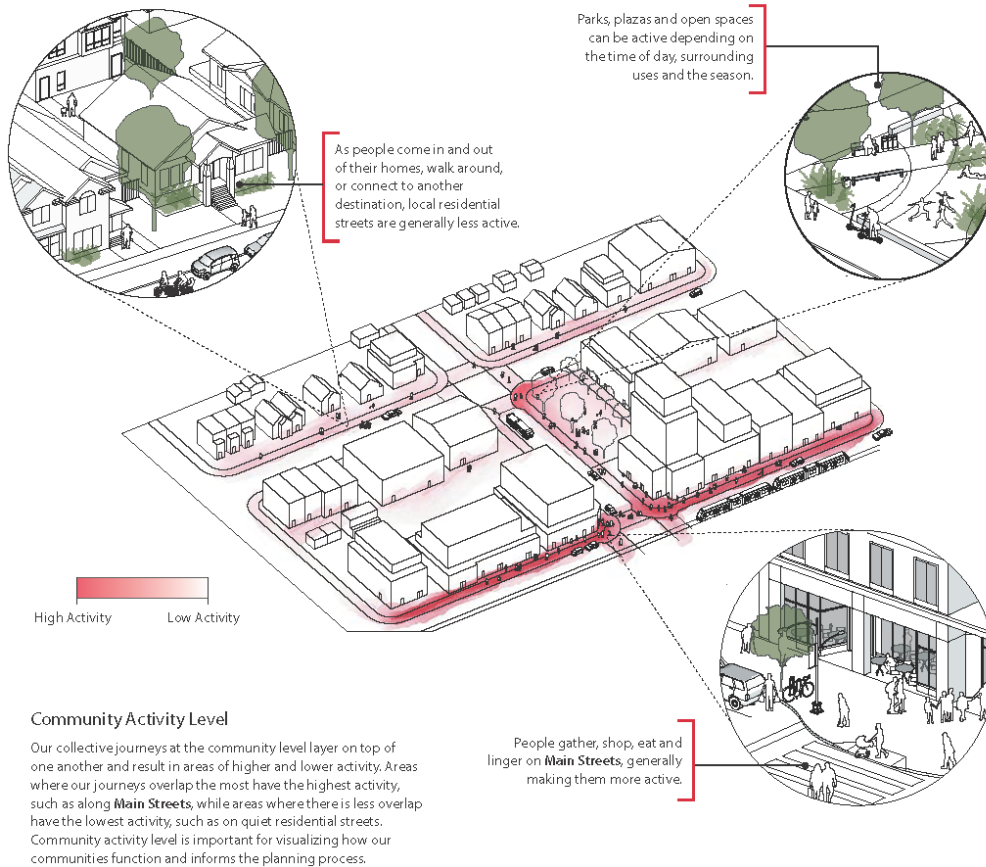 Parks, plazas and open spaces
can be active depending on
the time of day, surrounding
uses and the season.
As people come in and out
of their homes, walk around,
or connect to another
destination, local residential
streets are generally less active.
High Activity
Low Activity
Community Activity Level
Our collective journeys at the community level layer on top of
one another and result in areas of higher and lower activity. Areas
where our journeys overlap the most have the highest activity,
such as along Main Streets, while areas where there is less overlap
have the lowest activity, such as on quiet residential streets.
Community activity level is important for visualizing how our
communities function and informs the planning process.
People gather, shop, eat and
linger on Main Streets, generally
making them more active.